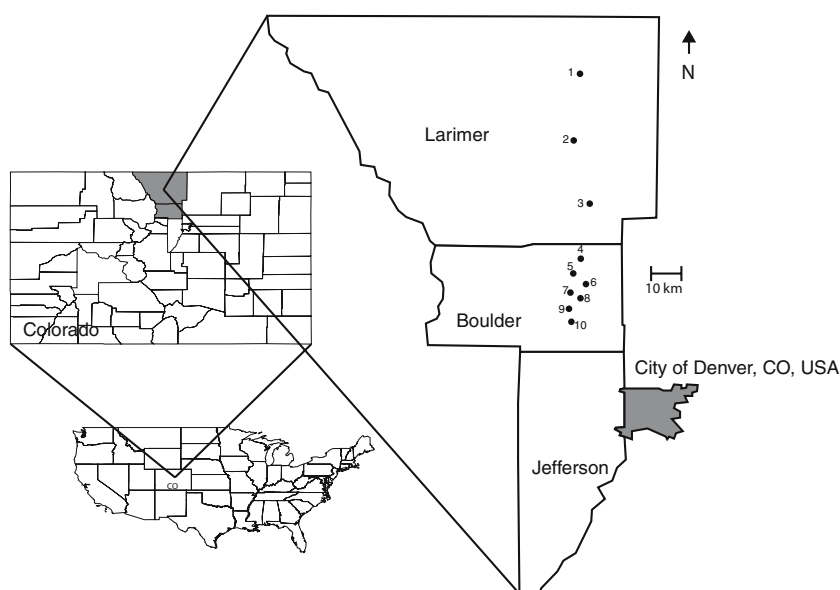 1
N
2
Larimer
3
4
5
6
10 km
7
8
9
Boulder
10
Colorado
City of Denver, CO, USA
Jefferson
CO